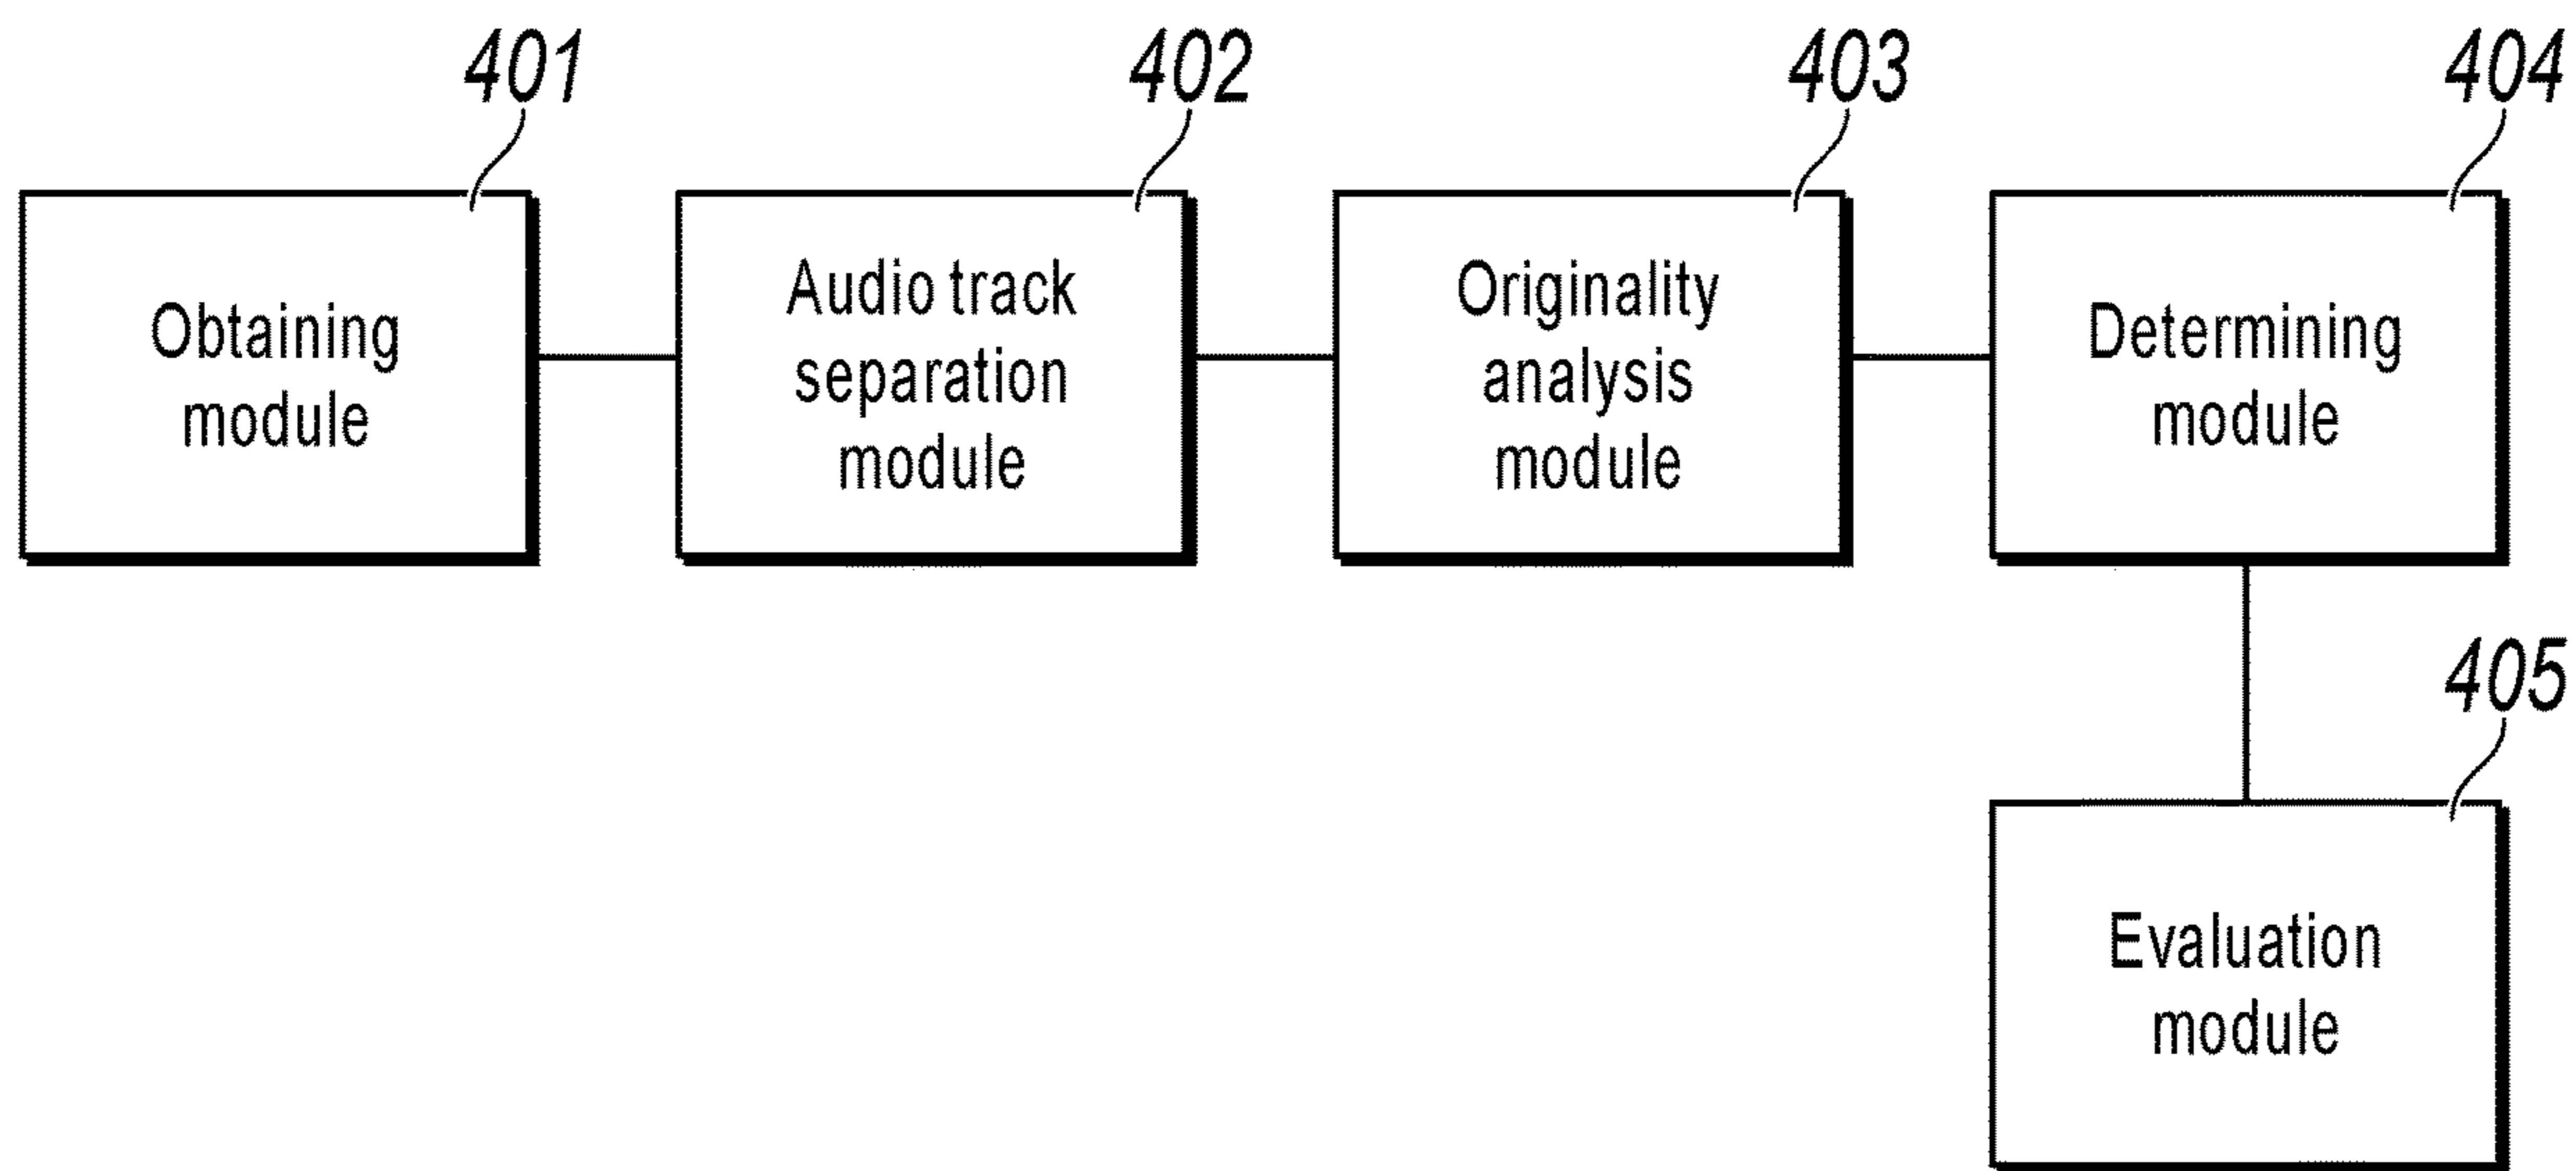 401
402
403
404
Obtaining
module
Audio track
separation
module
Originality
analysis
module
Determining
module
405
Evaluation
module